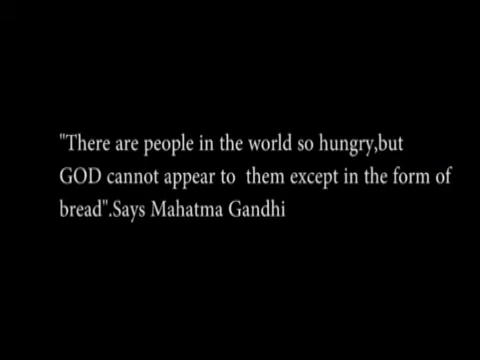 "There are people in the world so hungry,but
GOD cannot appear to  them except in the form of
bread".Says Mahatma Gandhi